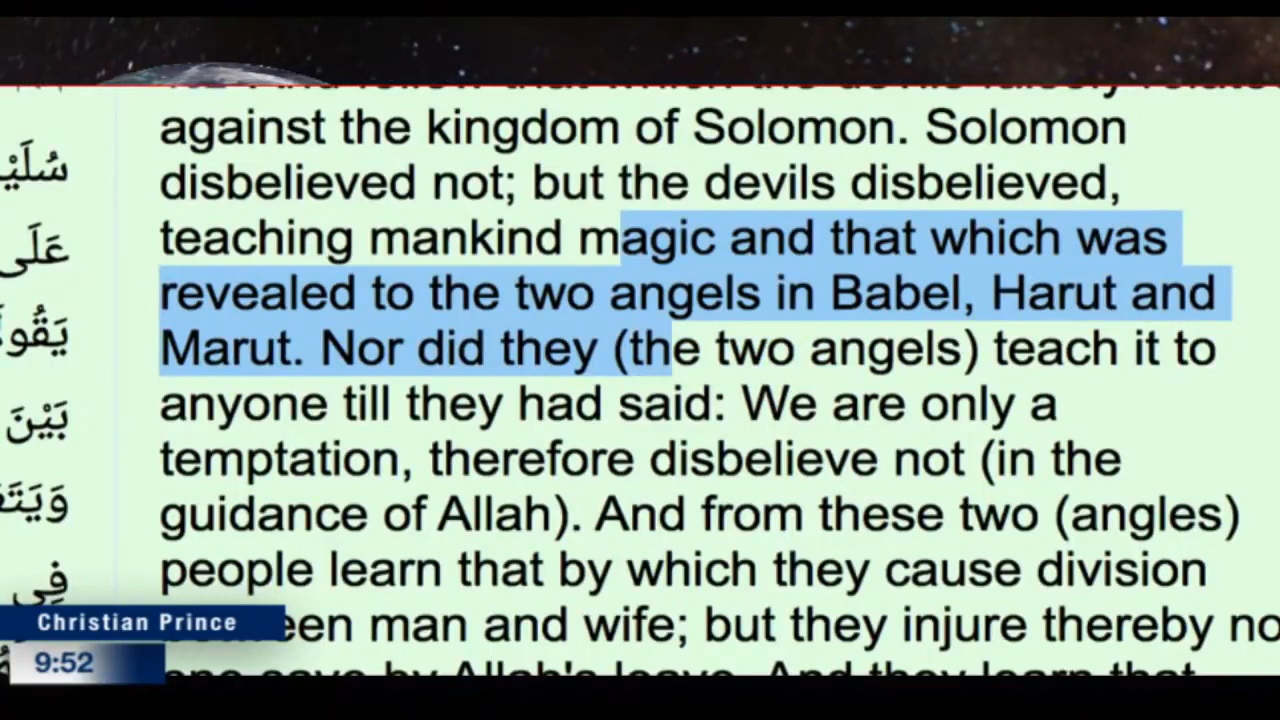 against the kingdom of Solomon. Solomon
disbelieved not; but the devils disbelieved,
teaching mankind magic and that which was
revealed to the two angels in Babel, Harut and
Marut. Nor did they (the two angels) teach it to
anyone till they had said: We are only a
temptation, therefore disbelieve not (in the
guidance of Allah). And from these two (angles)
people learn that by which they cause division
man and wife; but they injure thereby no
عَلَى
بَيْنَ
فِي
Christian Prince
9:52